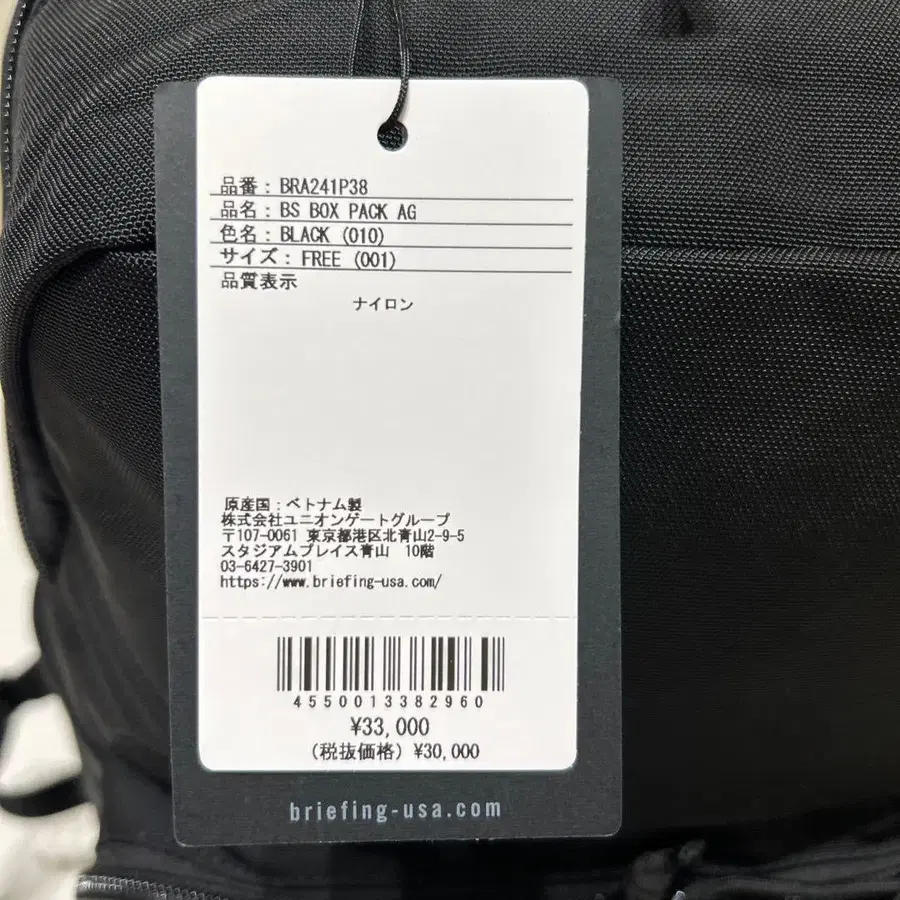 品番：BRA241P38
品名：BS BOX PACK AG
色名：BLACK (010)
サイズ：FREE (001)
品質表示
ナイロン
原産国：ベトナム製
株式会社ユニオンゲートグループ
〒107-0061 東京都港区北青山2-9-5
スタジアムプレイス青山 10階
03-6427-3901
https://www.briefing-usa.com/
4550013382960
¥33,000
(税抜価格) ¥30,000
briefing-usa.com